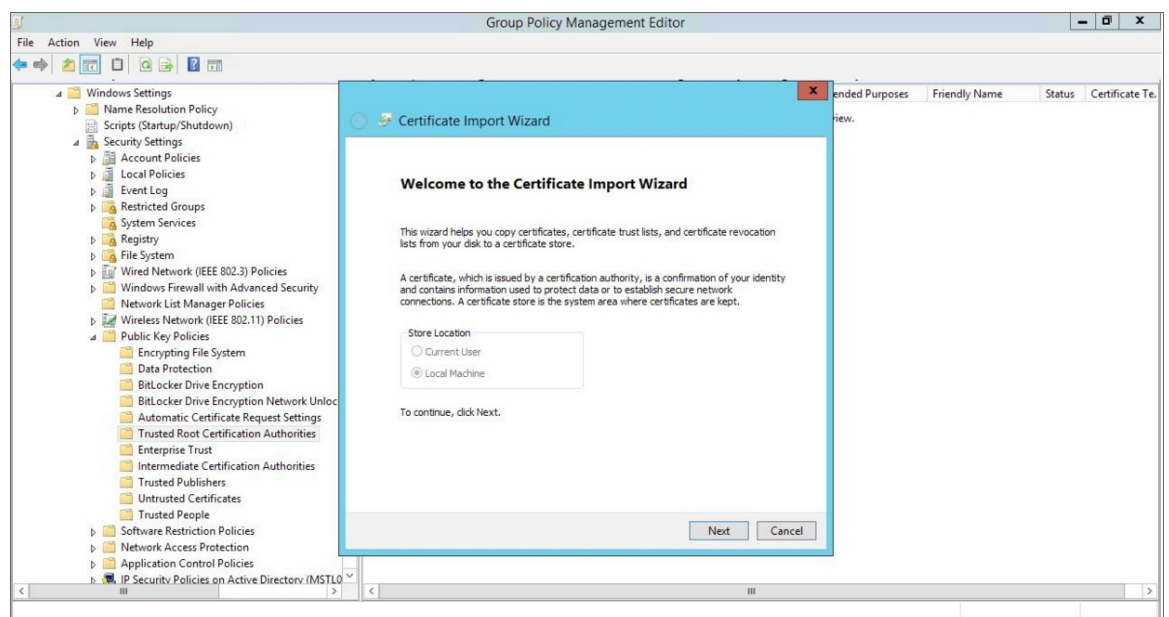 Group Policy Management Editor
File Action View Help
Windows Settings
Name Resolution Policy
Scripts (Startup/Shutdown)
Security Settings
Account Policies
Local Policies
Event Log
Restricted Groups
System Services
Registry
File System
Wired Network (IEEE 802.3) Policies
Windows Firewall with Advanced Security
Network List Manager Policies
Wireless Network (IEEE 802.11) Policies
Public Key Policies
Encrypting File System
Data Protection
BitLocker Drive Encryption
BitLocker Drive Encryption Network Unloc
Automatic Certificate Request Settings
Trusted Root Certification Authorities
Enterprise Trust
Intermediate Certification Authorities
Trusted Publishers
Untrusted Certificates
Trusted People
Software Restriction Policies
Network Access Protection
Application Control Policies
IP Security Policies on Active Directory (MSTL0
ended Purposes Friendly Name Status Certificate Te.
view.
Certificate Import Wizard
Welcome to the Certificate Import Wizard
This wizard helps you copy certificates, certificate trust lists, and certificate revocation
lists from your disk to a certificate store.
A certificate, which is issued by a certification authority, is a confirmation of your identity
and contains information used to protect data or to establish secure network
connections. A certificate store is the system area where certificates are kept.
Store Location
Current User
Local Machine
To continue, click Next.
Next Cancel